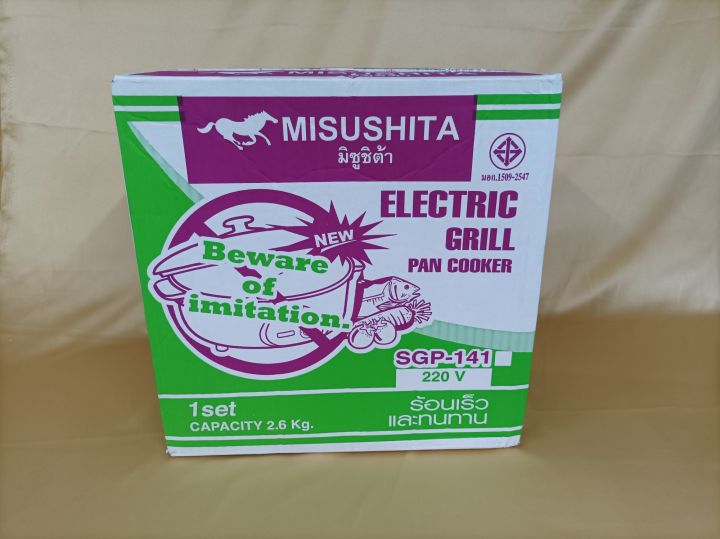 MISUSHITA
MISUSHITA
มิซูชิต้า
มอก.1509-2547
ELECTRIC
GRILL
PAN COOKER
NEW
Beware
of
imitation.
SGP-141
220 V
1set
CAPACITY 2.6 Kg.
ร้อนเร็ว
และทนทาน